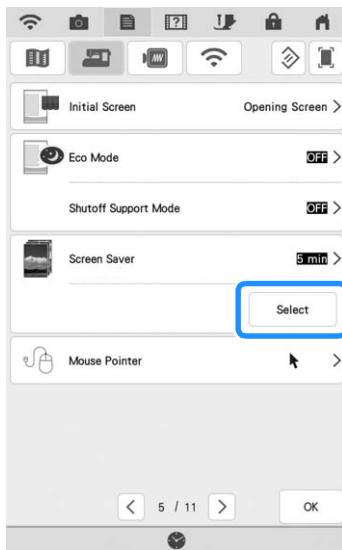 Initial Screen Opening Screen >
Eco Mode OFF >
Shutoff Support Mode OFF >
Screen Saver 5 min >
Select
Mouse Pointer >
< 5 / 11 > OK